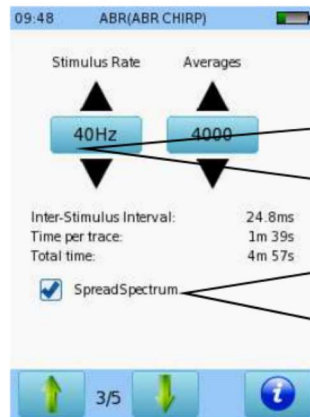 09:48 ABR(ABR CHIRP)
Stimulus Rate Averages
40Hz 4000
Inter-Stimulus Interval: 24.8ms
Time per trace: 1m 39s
Total time: 4m 57s
SpreadSpectrum
3/5 i